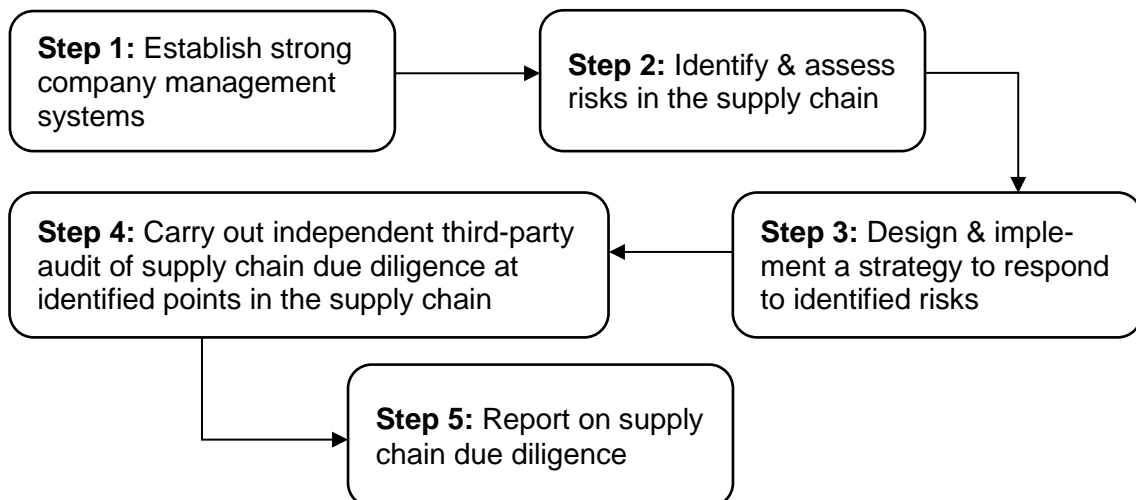 Step 1: Establish strong
company management
systems
Step 2: Identify & assess
risks in the supply chain
Step 3: Design & imple-
ment a strategy to respond
to identified risks
Step 4: Carry out independent third-party
audit of supply chain due diligence at
identified points in the supply chain
Step 5: Report on supply
chain due diligence